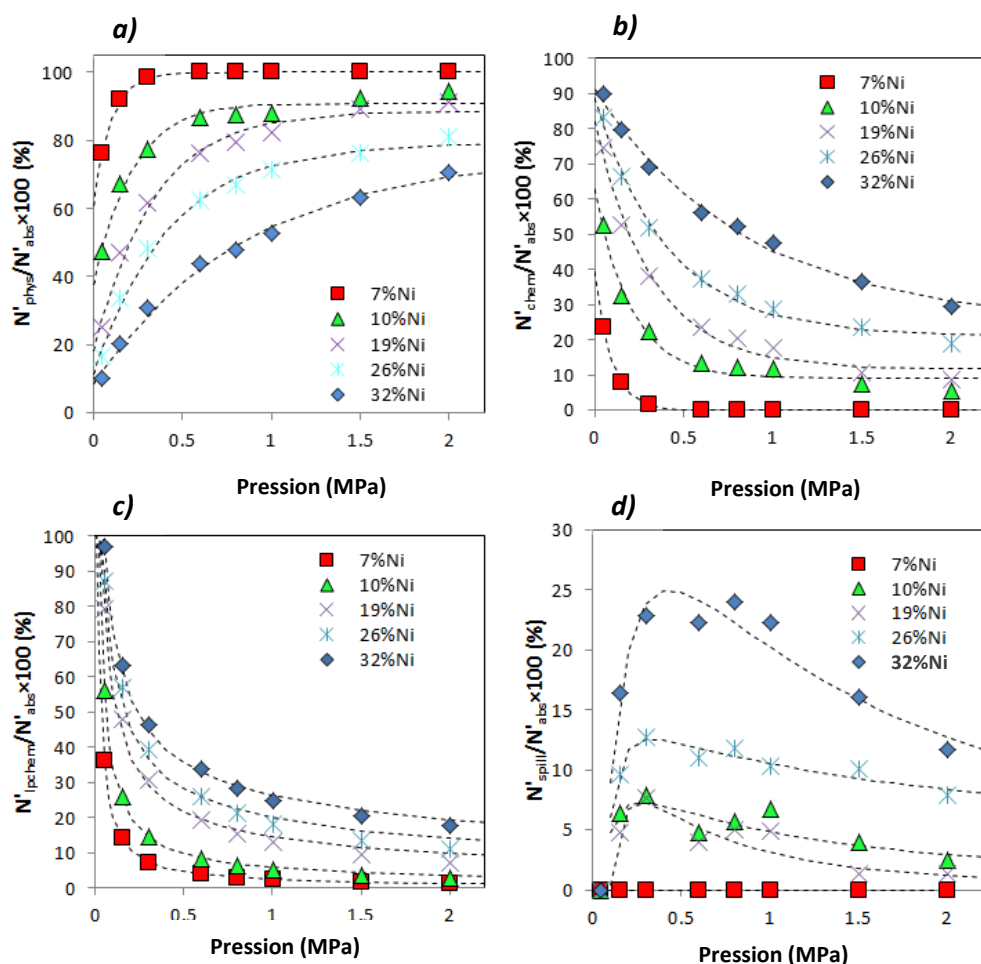 a)
N'phys/N'abs×100 (%)
100
80
60
40
20
0
7%Ni
10%Ni
19%Ni
26%Ni
32%Ni
0
0.5
1
1.5
2
Pression (MPa)
b)
N'chem/N'abs×100 (%)
100
90
80
70
60
50
40
30
20
10
0
7%Ni
10%Ni
19%Ni
26%Ni
32%Ni
0
0.5
1
1.5
2
Pression (MPa)
c)
N'lpchem/N'abs×100 (%)
100
90
80
70
60
50
40
30
20
10
0
7%Ni
10%Ni
19%Ni
26%Ni
32%Ni
0
0.5
1
1.5
2
Pression (MPa)
d)
N'spill/N'abs×100 (%)
30
25
20
15
10
5
0
7%Ni
10%Ni
19%Ni
26%Ni
32%Ni
0
0.5
1
1.5
2
Pression (MPa)